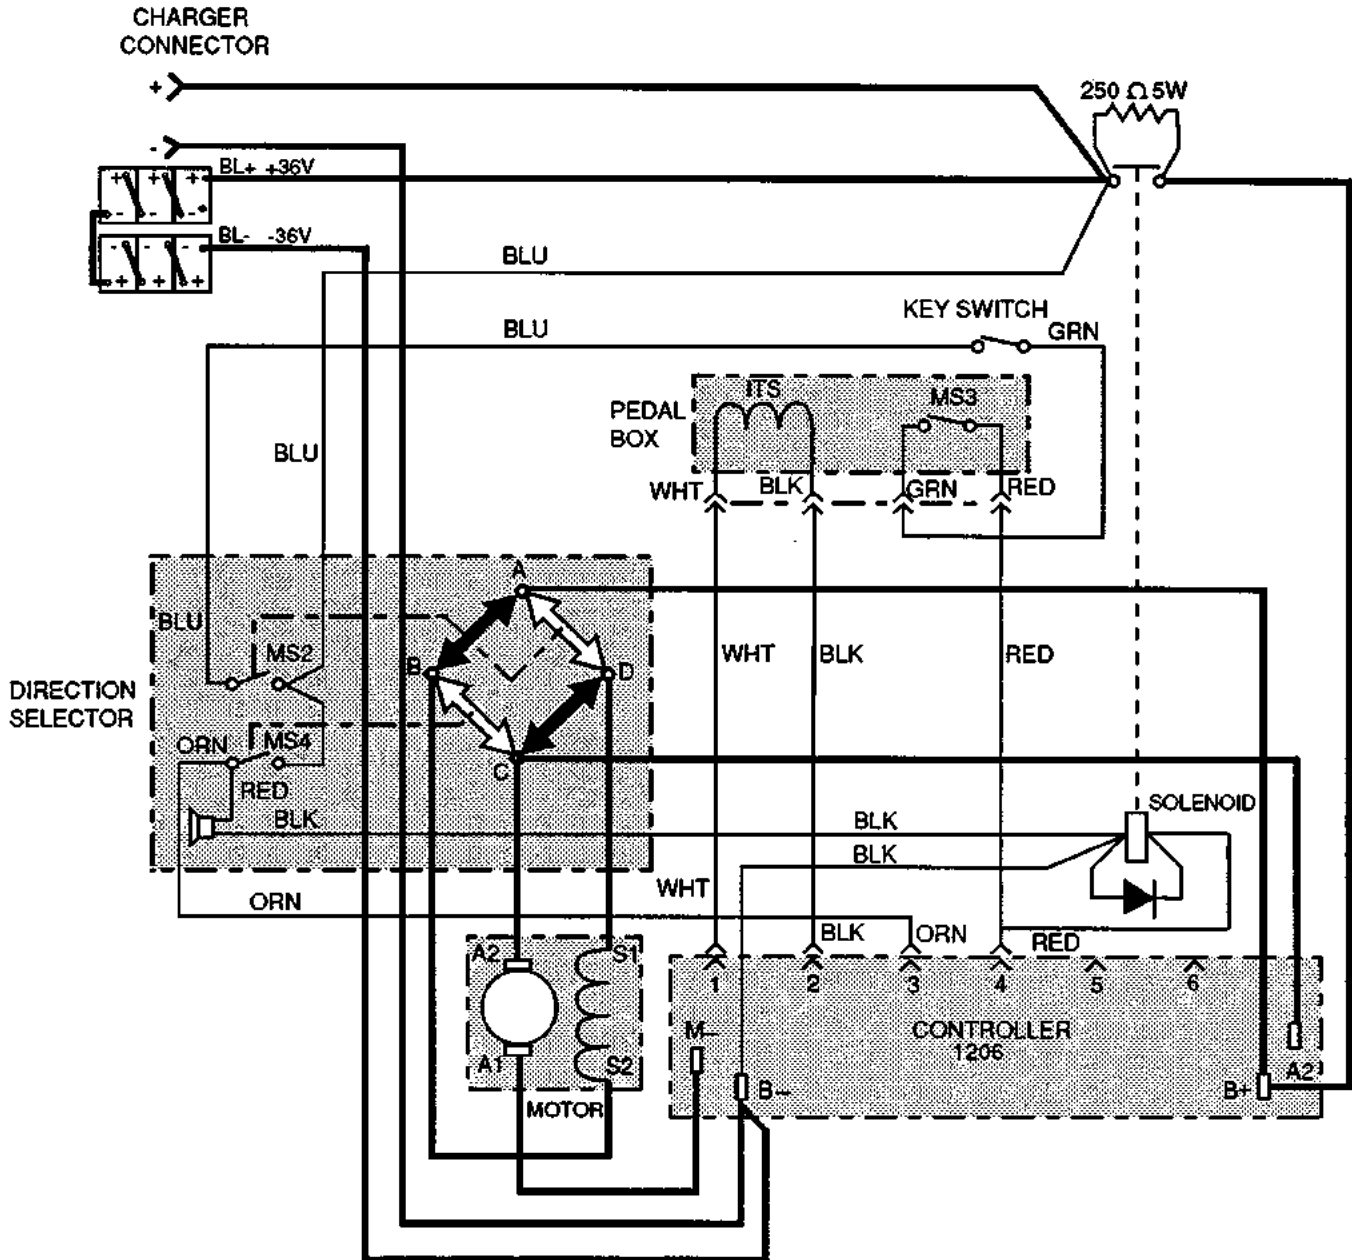 CHARGER
CONNECTOR
+
250 Ω 5W
-
BL+ +36V
BL- -36V
BLU
KEY SWITCH
BLU
GRN
ITS
MS3
PEDAL
BOX
BLU
WHT
BLK
GRN
RED
A
BLU
MS2
B
D
WHT
BLK
RED
DIRECTION
SELECTOR
ORN
MS4
C
RED
BLK
BLK
SOLENOID
BLK
WHT
ORN
BLK
ORN
RED
A2
S1
1
2
3
4
5
6
M-
CONTROLLER
1206
A1
S2
A2
B-
B+
MOTOR